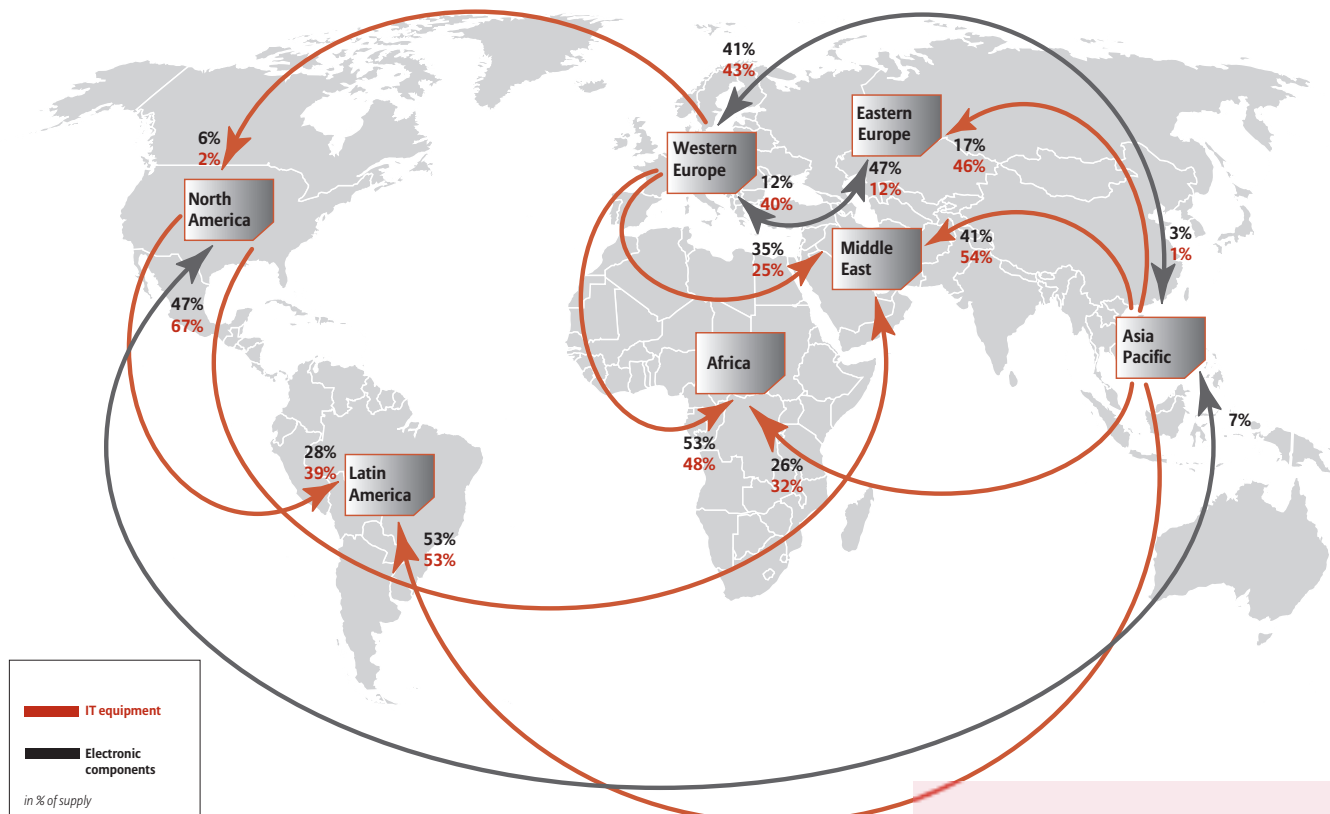 41%
43%
Eastern
Europe
6%
2%
17%
46%
Western
Europe
47%
12%
12%
40%
North
America
35%
25%
Middle
East
41%
54%
3%
1%
47%
67%
Asia
Pacific
Africa
7%
53%
48%
26%
32%
28%
39%
Latin
America
53%
53%
IT equipment
Electronic
components
in % of supply